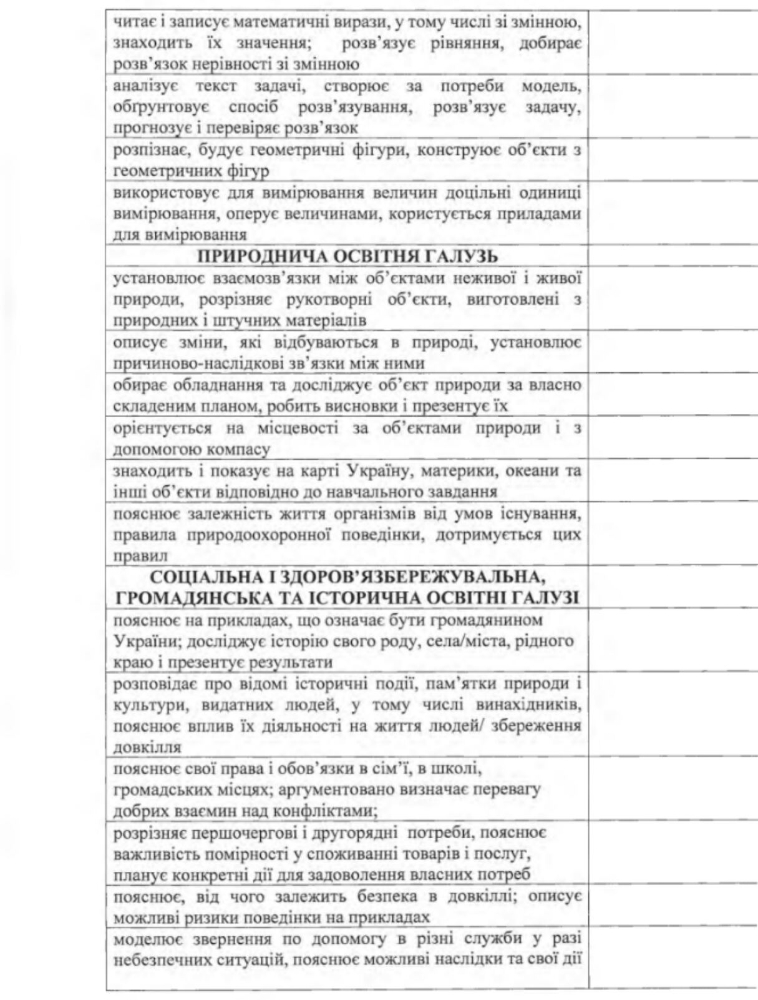 читає і записує математичні вирази, у тому числі зі змінною,
знаходить їх значення; розв’язує рівняння, добирає
розв’язок нерівності зі змінною
аналізує текст задачі, створює за потреби модель,
обґрунтовує спосіб розв’язування, розв’язує задачу,
прогнозує і перевіряє розв’язок
розпізнає, будує геометричні фігури, конструює об’єкти з
геометричних фігур
використовує для вимірювання величин доцільні одиниці
вимірювання, оперує величинами, користується приладами
для вимірювання
ПРИРОДНИЧА ОСВІТНЯ ГАЛУЗЬ
установлює взаємозв’язки між об’єктами неживої і живої
природи, розрізняє рукотворні об’єкти, виготовлені з
природних і штучних матеріалів
описує зміни, які відбуваються в природі, установлює
причиново-наслідкові зв’язки між ними
обирає обладнання та досліджує об’єкт природи за власно
складеним планом, робить висновки і презентує їх
орієнтується на місцевості за об’єктами природи і з
допомогою компасу
знаходить і показує на карті Україну, материки, океани та
інші об’єкти відповідно до навчального завдання
пояснює залежність життя організмів від умов існування,
правила природоохоронної поведінки, дотримується цих
правил
СОЦІАЛЬНА І ЗДОРОВ’ЯЗБЕРЕЖУВАЛЬНА,
ГРОМАДЯНСЬКА ТА ІСТОРИЧНА ОСВІТНІ ГАЛУЗІ
пояснює на прикладах, що означає бути громадянином
України; досліджує історію свого роду, села/міста, рідного
краю і презентує результати
розповідає про відомі історичні події, пам’ятки природи і
культури, видатних людей, у тому числі винахідників,
пояснює вплив їх діяльності на життя людей/ збереження
довкілля
пояснює свої права і обов’язки в сім’ї, в школі,
громадських місцях; аргументовано визначає перевагу
добрих взаємин над конфліктами;
розрізняє першочергові і другорядні потреби, пояснює
важливість помірності у споживанні товарів і послуг,
планує конкретні дії для задоволення власних потреб
пояснює, від чого залежить безпека в довкіллі; описує
можливі ризики поведінки на прикладах
моделює звернення по допомогу в різні служби у разі
небезпечних ситуацій, пояснює можливі наслідки та свої дії